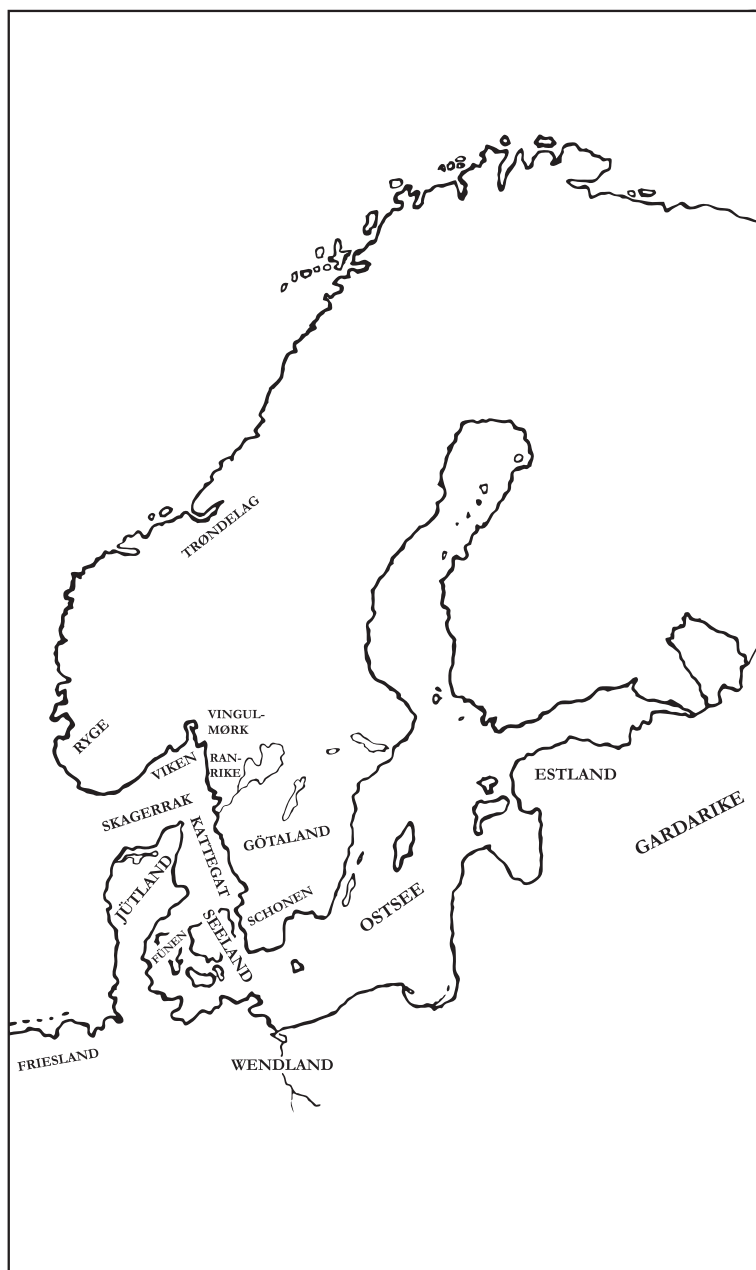 TRØNDELAG
VINGUL-
MØRK
RYGE
VIKEN
RAN-
RIKE
ESTLAND
SKAGERRAK
GARDARIKE
KATTEGAT
GÖTALAND
JÜTLAND
SCHONEN
OSTSEE
SEELAND
FÜNEN
FRIESLAND
WENDLAND